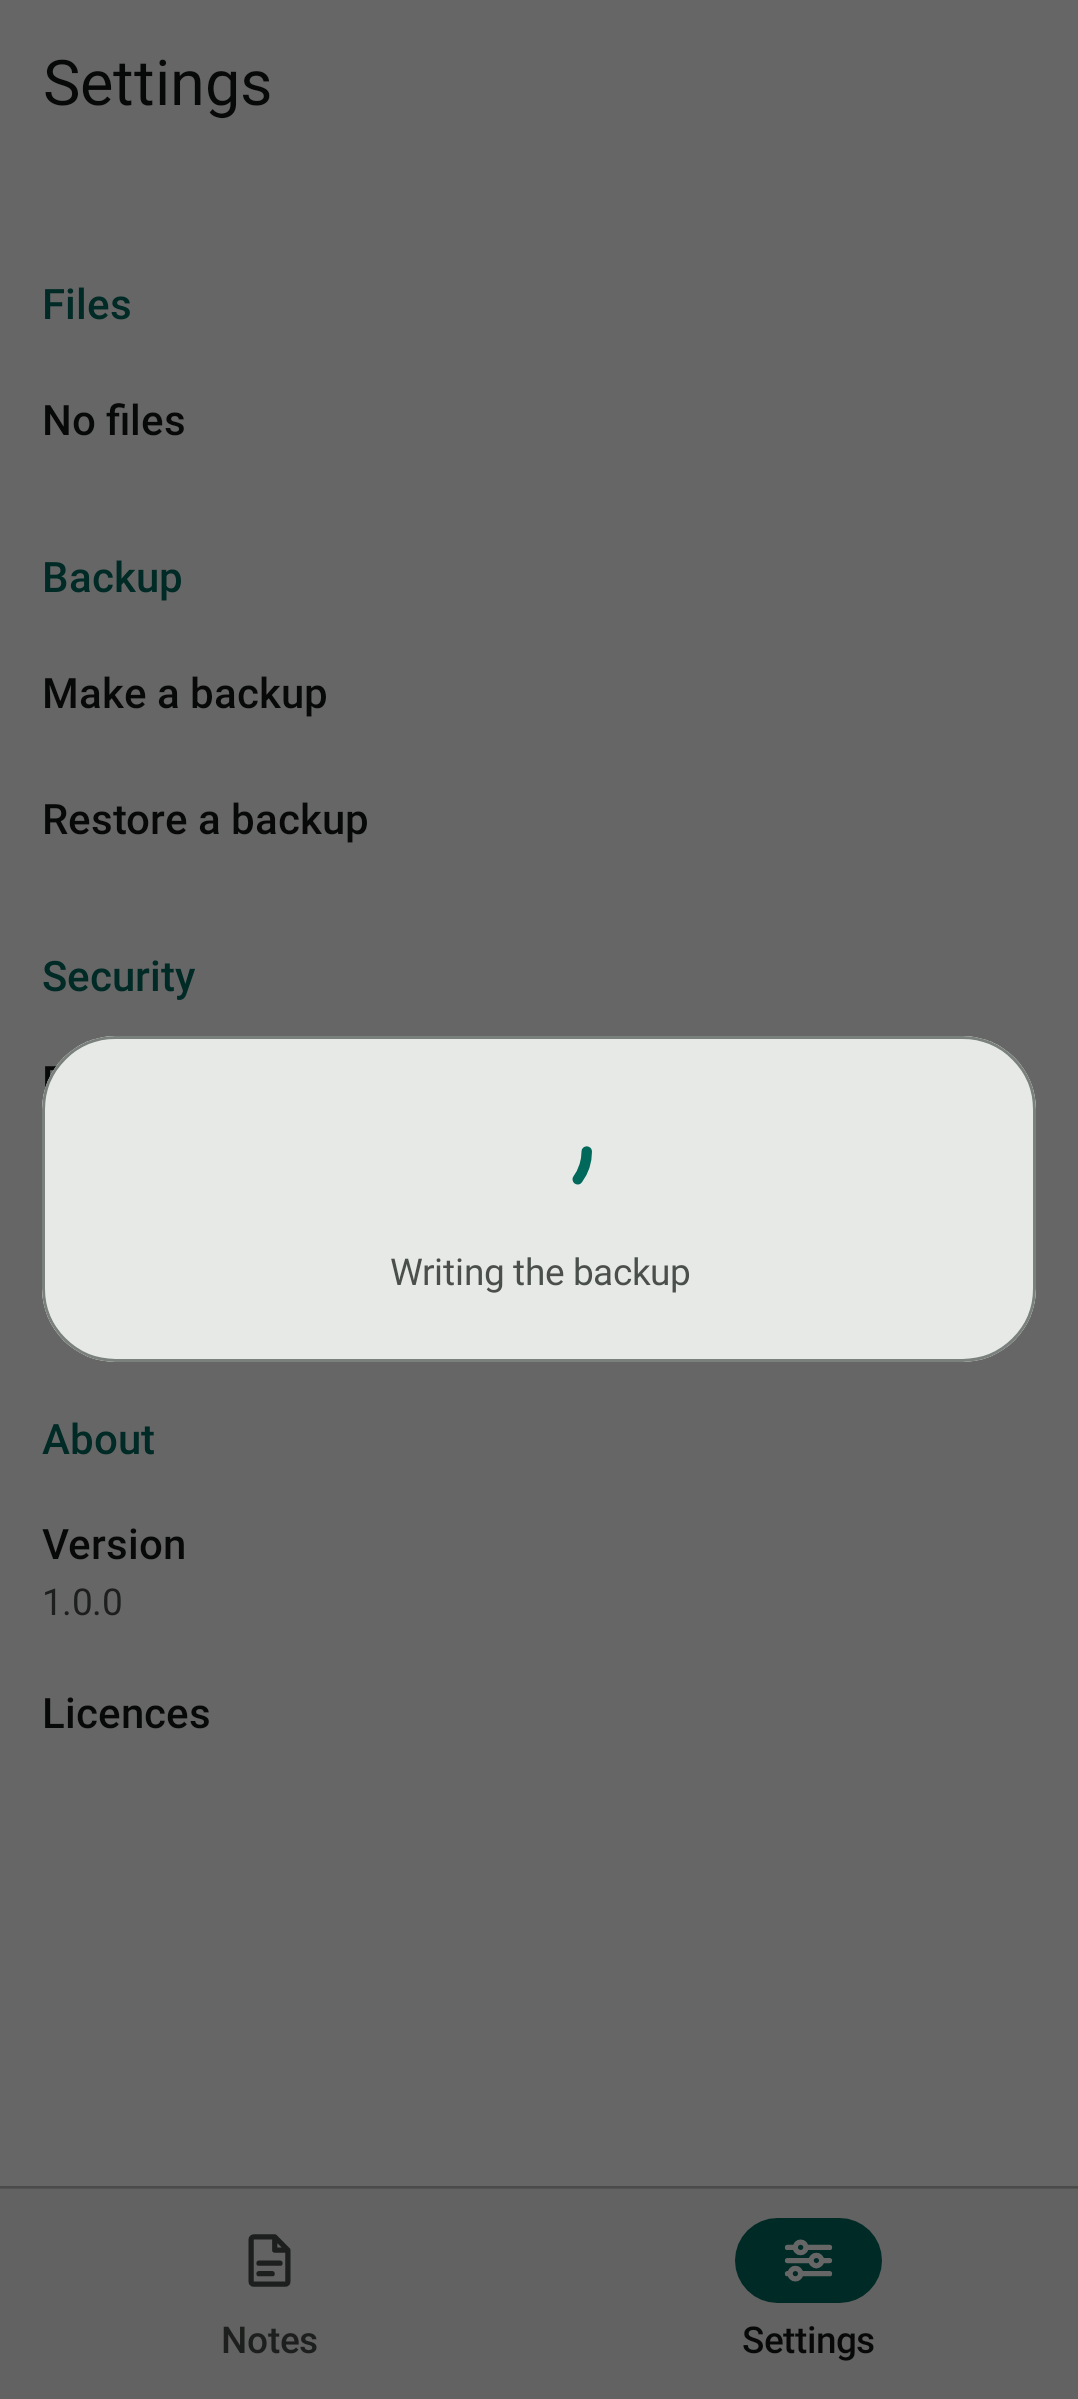 Settings
Files
No files
Backup
Make a backup
Restore a backup
Security
Writing the backup
About
Version
1.0.0
Licences
Notes
Settings